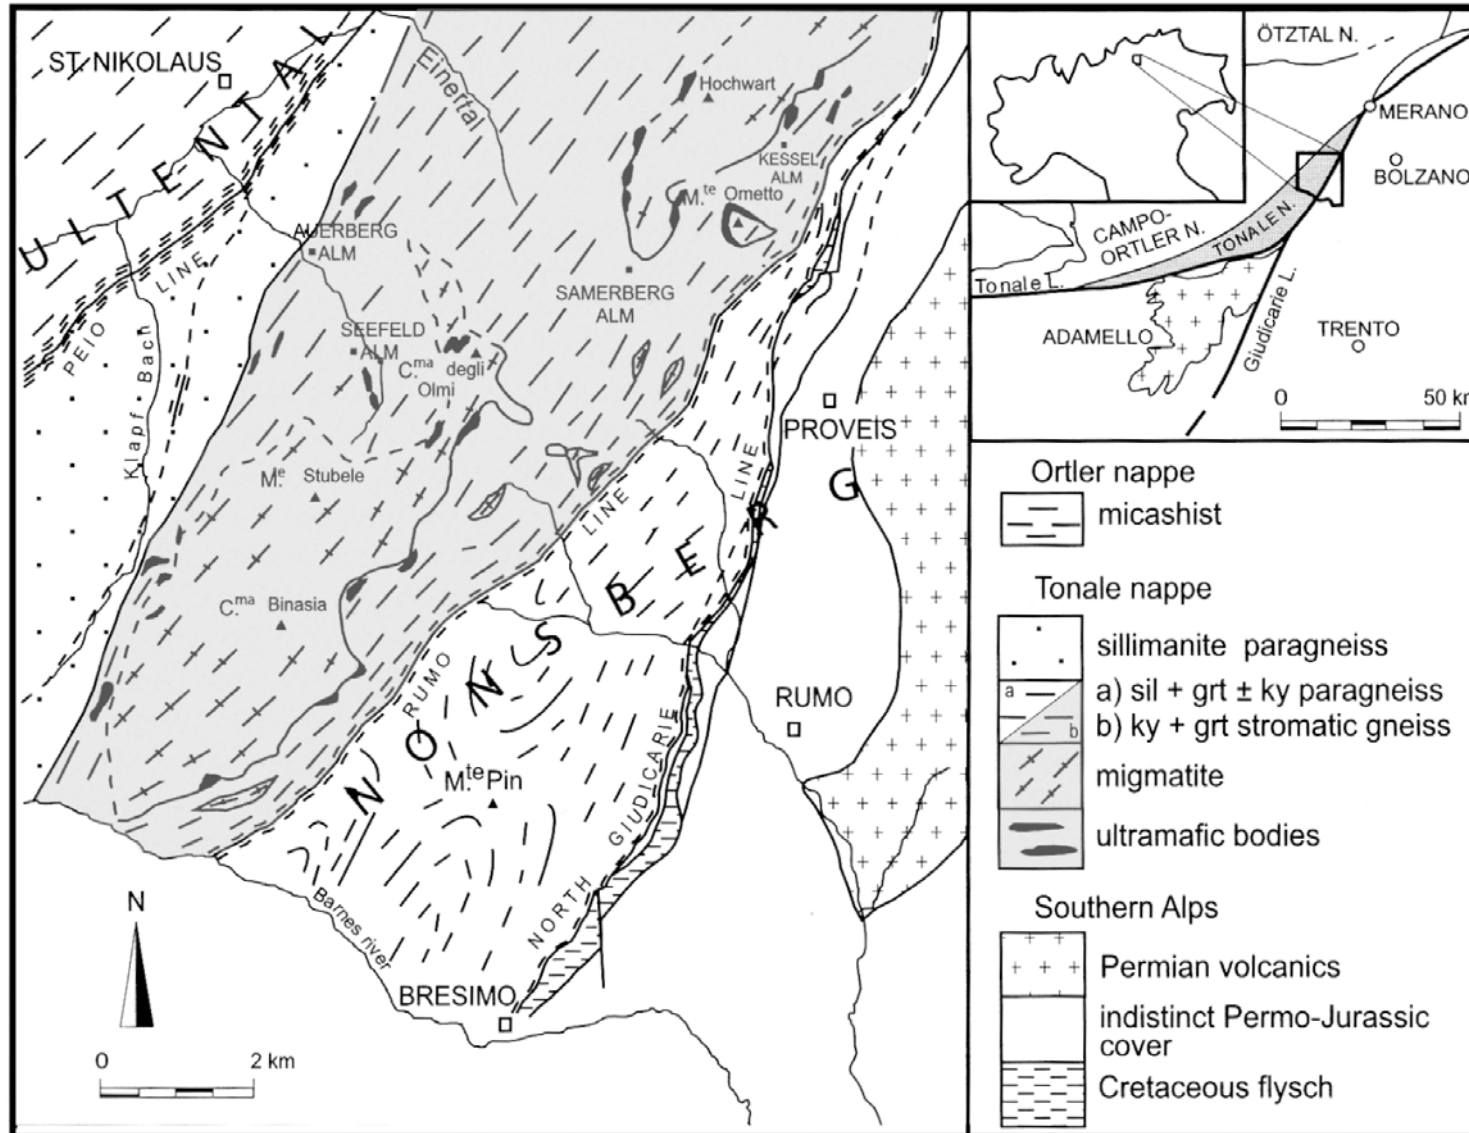 ST. NIKOLAUS
ULTENTAL
Einertal
Hochwart
KESSEL
ALM
M.te Ometto
AUERBERG
ALM
SAMERBERG
ALM
PEIO LINE
Klapf - Bach
SEEFELD
ALM
C.ma degli
Olmi
M.te Stubele
C.ma Binasia
PROVEIS
NONSBERG
RUMO LINE
NORTH GIUDICARIE LINE
RUMO
M.te Pin
Barnes river
BRESIMO
N
0 2 km
ÖTZTAL N.
MERANO
BOLZANO
CAMPO-
ORTLER N.
TONALE N.
Tonale L.
ADAMELLO
Giudicarie L.
TRENTO
0 50 km
Ortler nappe
micashist
Tonale nappe
sillimanite paragneiss
a
a) sil + grt ± ky paragneiss
b
b) ky + grt stromatic gneiss
migmatite
ultramafic bodies
Southern Alps
Permian volcanics
indistinct Permo-Jurassic
cover
Cretaceous flysch